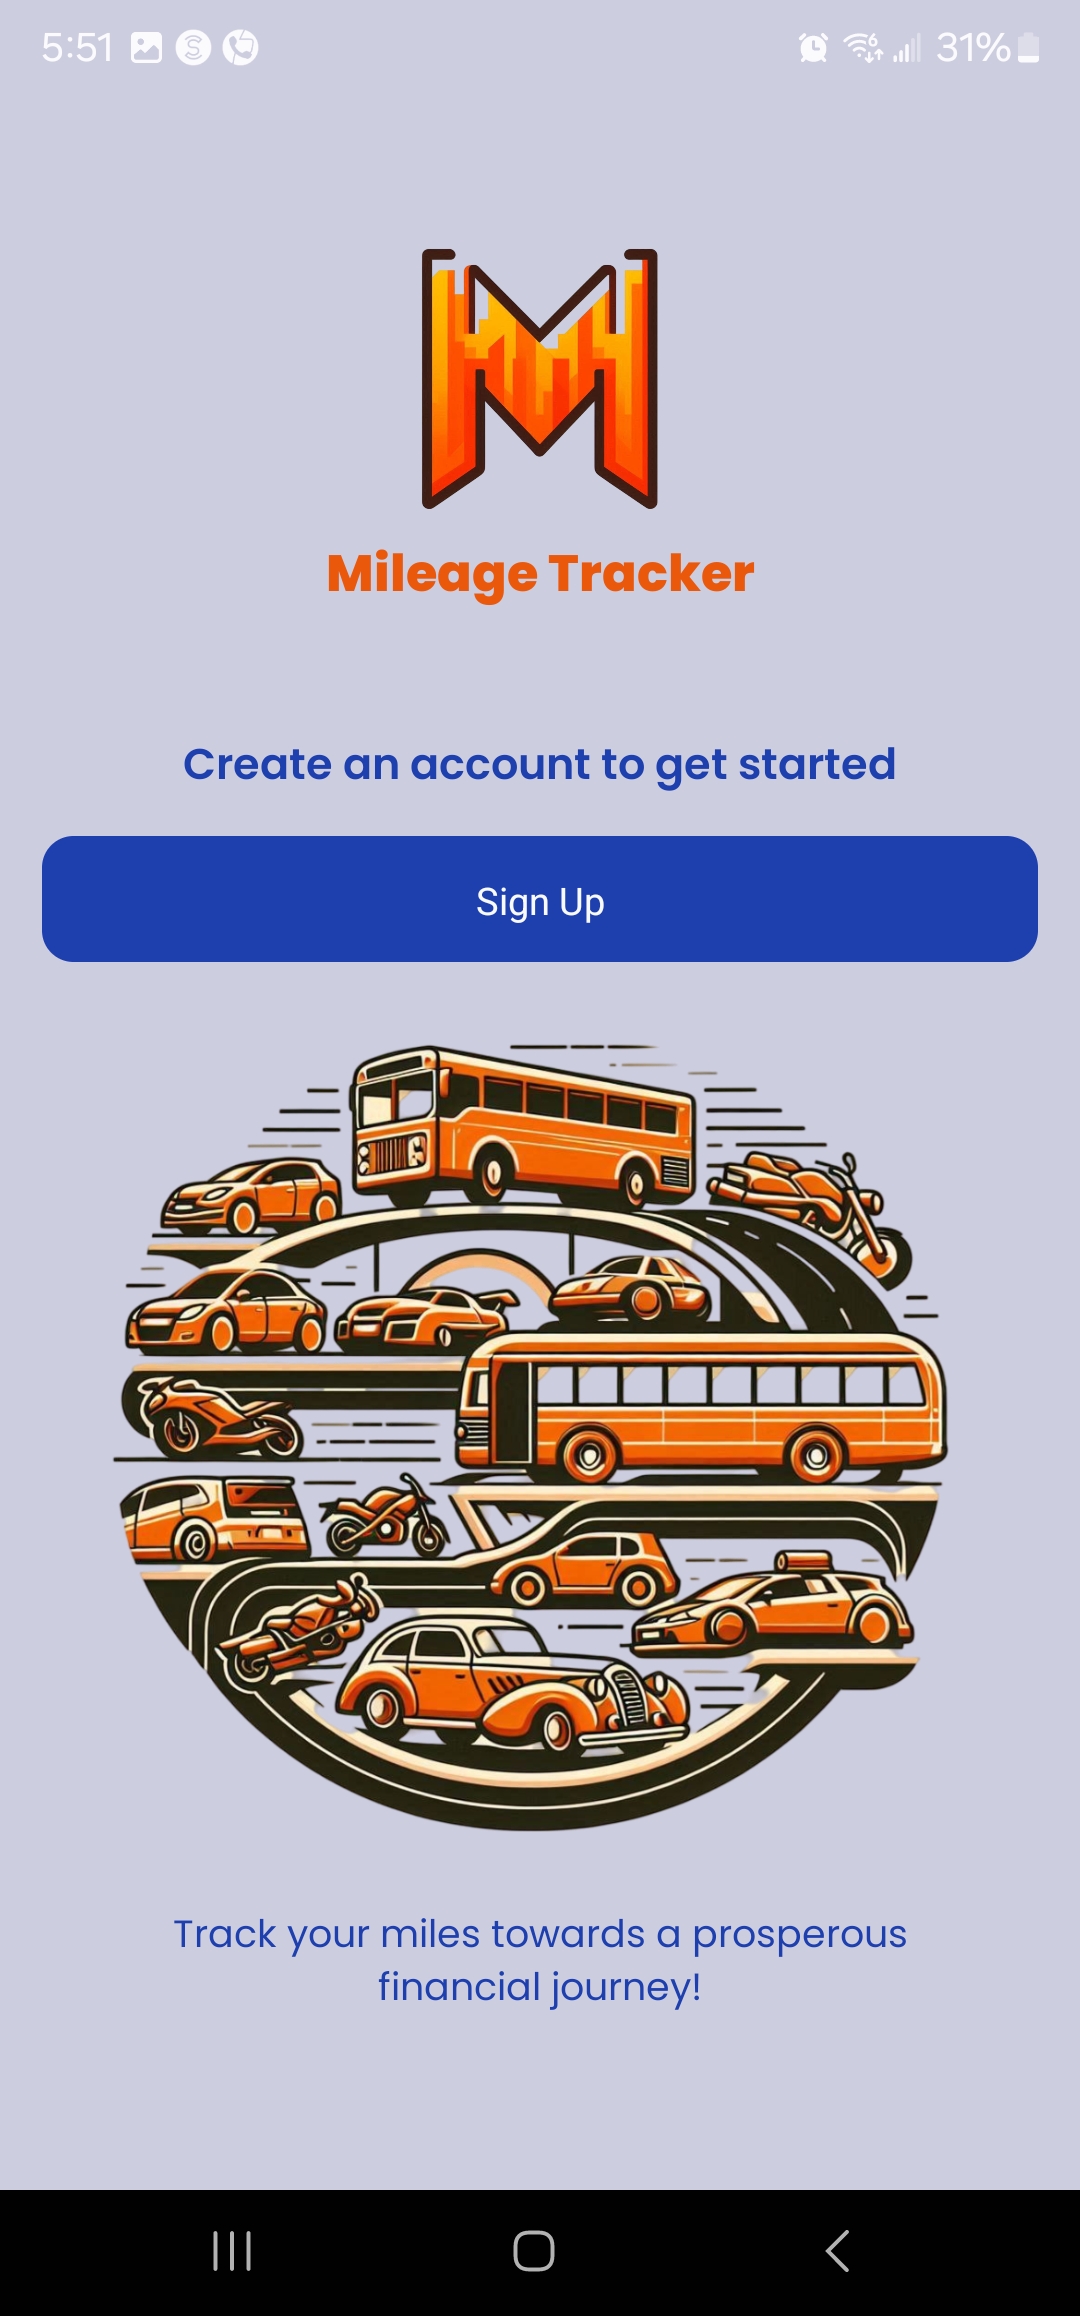 5:51 31%
Mileage Tracker
Create an account to get started
Sign Up
Track your miles towards a prosperous
financial journey!